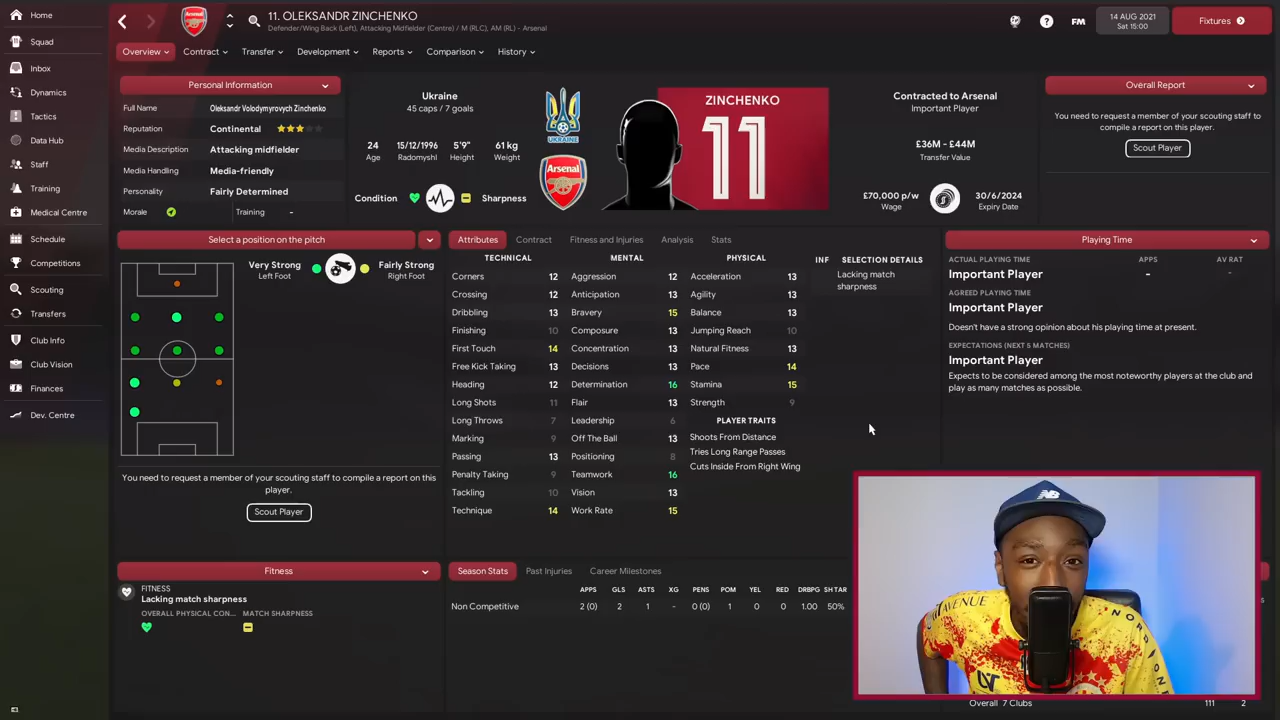 Home
Squad
Inbox
Dynamics
Tactics
Data Hub
Staff
Training
Medical Centre
Schedule
Competitions
Scouting
Transfers
Club Info
Club Vision
Finances
Dev. Centre
11. OLEKSANDR ZINCHENKO
Defender/Wing Back (Left), Attacking Midfielder (Centre) / M (RLC), AM (RL) - Arsenal
FM
14 AUG 2021
Sat 15:00
Fixtures
Overview Contract Transfer Development Reports Comparison History
Personal Information
Full Name Oleksandr Volodymyrovych Zinchenko
Reputation Continental
Media Description Attacking midfielder
Media Handling Media-friendly
Personality Fairly Determined
Morale Training -
Ukraine
45 caps / 7 goals
24 15/12/1996 5'9" 61 kg
Age Radomyshl Height Weight
Condition Sharpness
UKRAINE
Arsenal
ZINCHENKO
11
Contracted to Arsenal
Important Player
£36M - £44M
Transfer Value
£70,000 p/w 30/6/2024
Wage Expiry Date
Overall Report
You need to request a member of your scouting staff to
compile a report on this player.
Scout Player
Select a position on the pitch
Very Strong Fairly Strong
Left Foot Right Foot
You need to request a member of your scouting staff to compile a report on this
player.
Scout Player
Attributes Contract Fitness and Injuries Analysis Stats
TECHNICAL MENTAL PHYSICAL
Corners 12 Aggression 12 Acceleration 13
Crossing 12 Anticipation 13 Agility 13
Dribbling 13 Bravery 15 Balance 13
Finishing 10 Composure 13 Jumping Reach 10
First Touch 14 Concentration 13 Natural Fitness 13
Free Kick Taking 13 Decisions 13 Pace 14
Heading 12 Determination 16 Stamina 15
Long Shots 11 Flair 13 Strength 9
Long Throws 7 Leadership 6
Marking 9 Off The Ball 13
Passing 13 Positioning 8
Penalty Taking 9 Teamwork 16
Tackling 10 Vision 13
Technique 14 Work Rate 15
PLAYER TRAITS
Shoots From Distance
Tries Long Range Passes
Cuts Inside From Right Wing
INF SELECTION DETAILS
Lacking match
sharpness
Playing Time
ACTUAL PLAYING TIME APPS AV RAT
Important Player - -
AGREED PLAYING TIME
Important Player
Doesn't have a strong opinion about his playing time at present.
EXPECTATIONS (NEXT 5 MATCHES)
Important Player
Expects to be considered among the most noteworthy players at the club and
play as many matches as possible.
Fitness
FITNESS
Lacking match sharpness
OVERALL PHYSICAL CON... MATCH SHARPNESS
Season Stats Past Injuries Career Milestones
APPS GLS ASTS XG PENS POM YEL RED DRBPG SH TAR
Non Competitive 2 (0) 2 1 - 0 (0) 1 0 0 1.00 50%
NB
Overall 7 Clubs 111 2